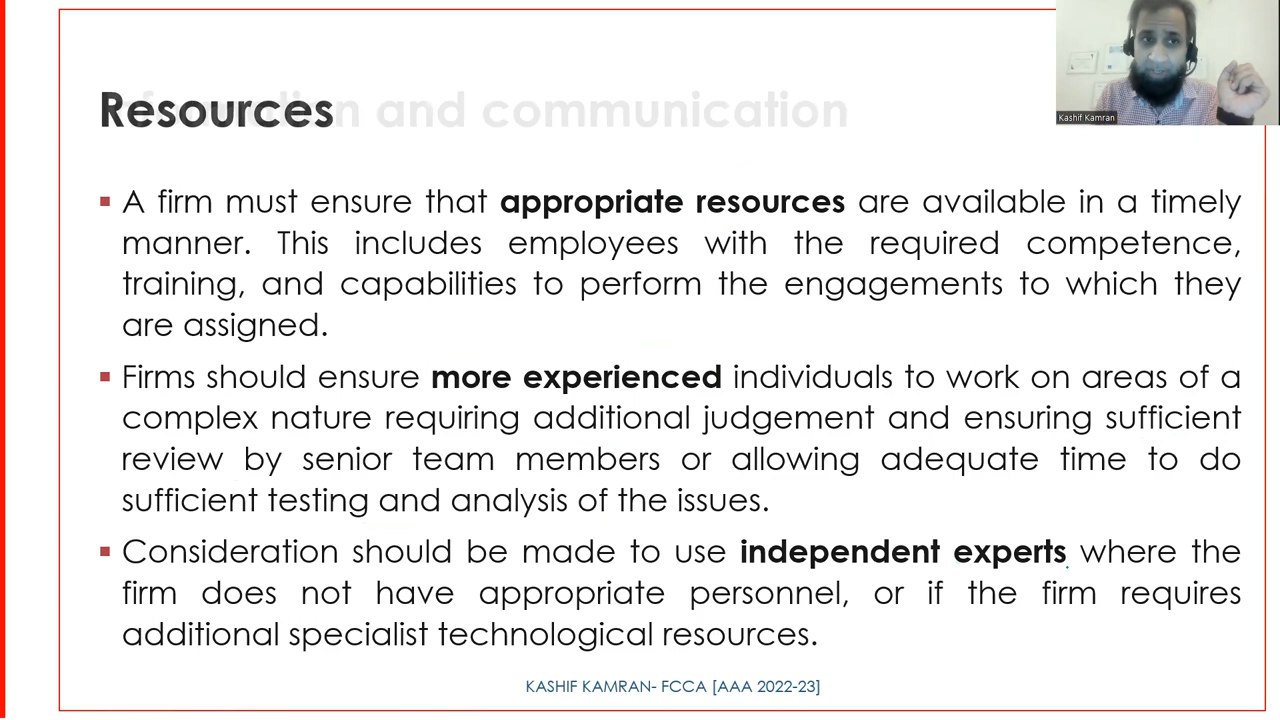 Kashif Kamran
Resources
and communication
A firm must ensure that appropriate resources are available in a timely
manner. This includes employees with the required competence,
training, and capabilities to perform the engagements to which they
are assigned.
Firms should ensure more experienced individuals to work on areas of a
complex nature requiring additional judgement and ensuring sufficient
review by senior team members or allowing adequate time to do
sufficient testing and analysis of the issues.
Consideration should be made to use independent experts where the
firm does not have appropriate personnel, or if the firm requires
additional specialist technological resources.
KASHIF KAMRAN- FCCA [AAA 2022-23]